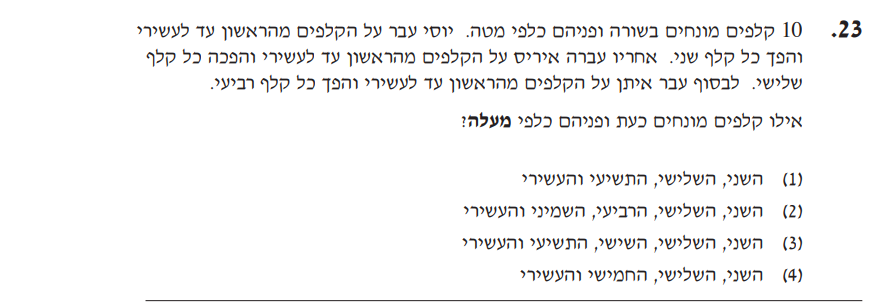 23. 10 קלפים מונחים בשורה ופניהם כלפי מטה. יוסי עבר על הקלפים מהראשון עד לעשירי
והפך כל קלף שני. אחריו עברה איריס על הקלפים מהראשון עד לעשירי והפכה כל קלף
שלישי. לבסוף עבר איתן על הקלפים מהראשון עד לעשירי והפך כל קלף רביעי.
אילו קלפים מונחים כעת ופניהם כלפי מעלה?
(1) השני, השלישי, התשיעי והעשירי
(2) השני, השלישי, הרביעי, השמיני והעשירי
(3) השני, השלישי, השישי, התשיעי והעשירי
(4) השני, השלישי, החמישי והעשירי